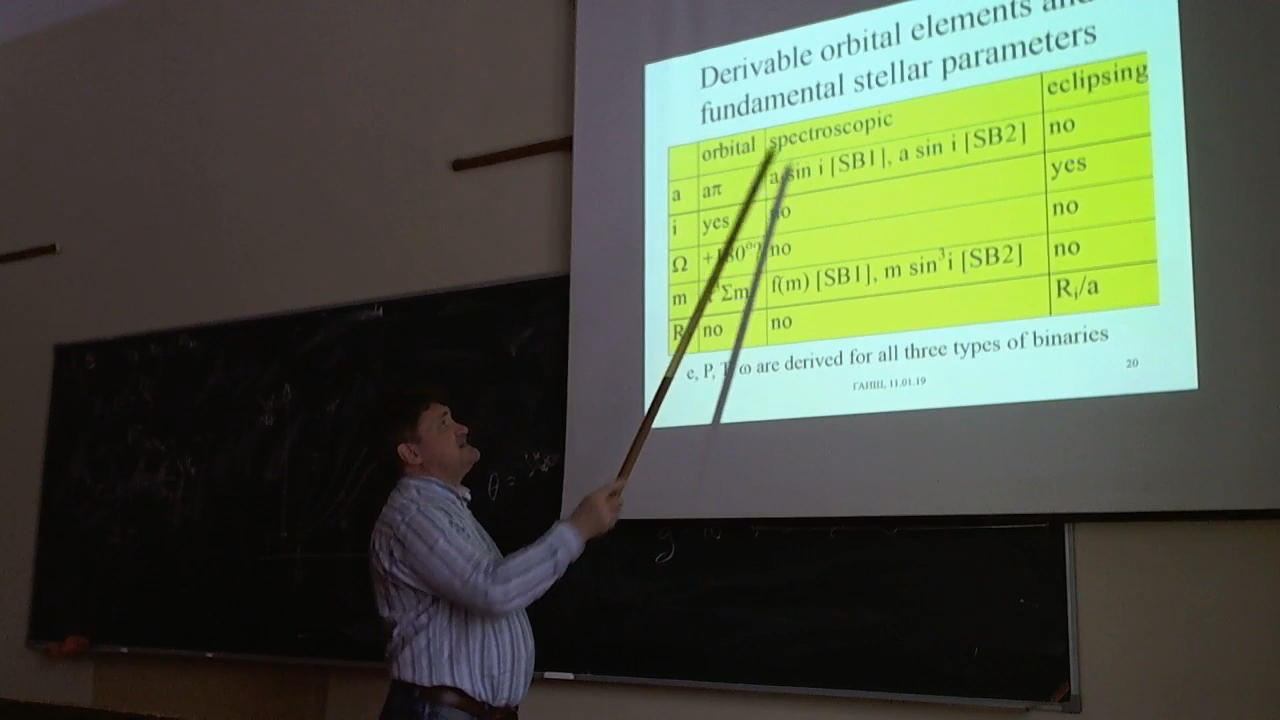 Derivable orbital elements and
fundamental stellar parameters
orbital spectroscopic eclipsing
a aπ a sin i [SB1], a sin i [SB2] no
i yes no yes
Ω no no
m Σm f(m) [SB1], m sin³i [SB2] no
R no no Rᵢ/a
e, P, T, ω are derived for all three types of binaries
ГАИШ, 11.01.19
20
θ =